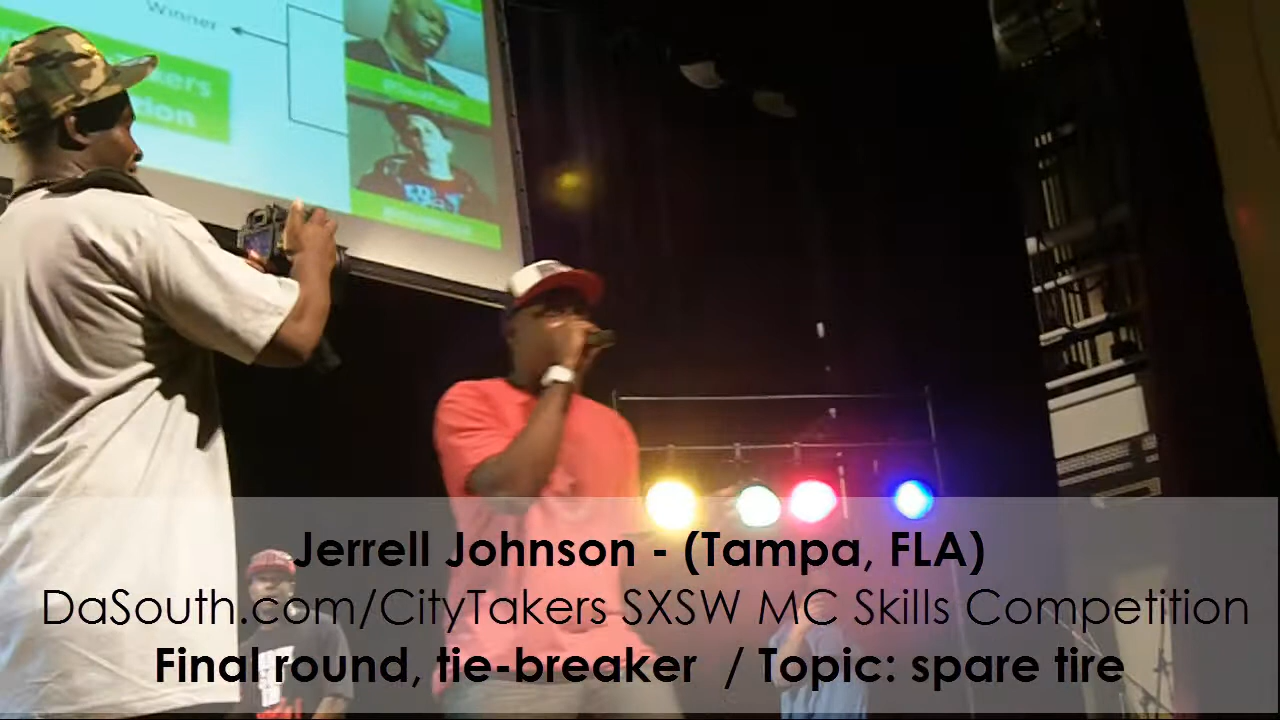 Winner
Jerrell Johnson - (Tampa, FLA)
DaSouth.com/CityTakers SXSW MC Skills Competition
Final round, tie-breaker / Topic: spare tire